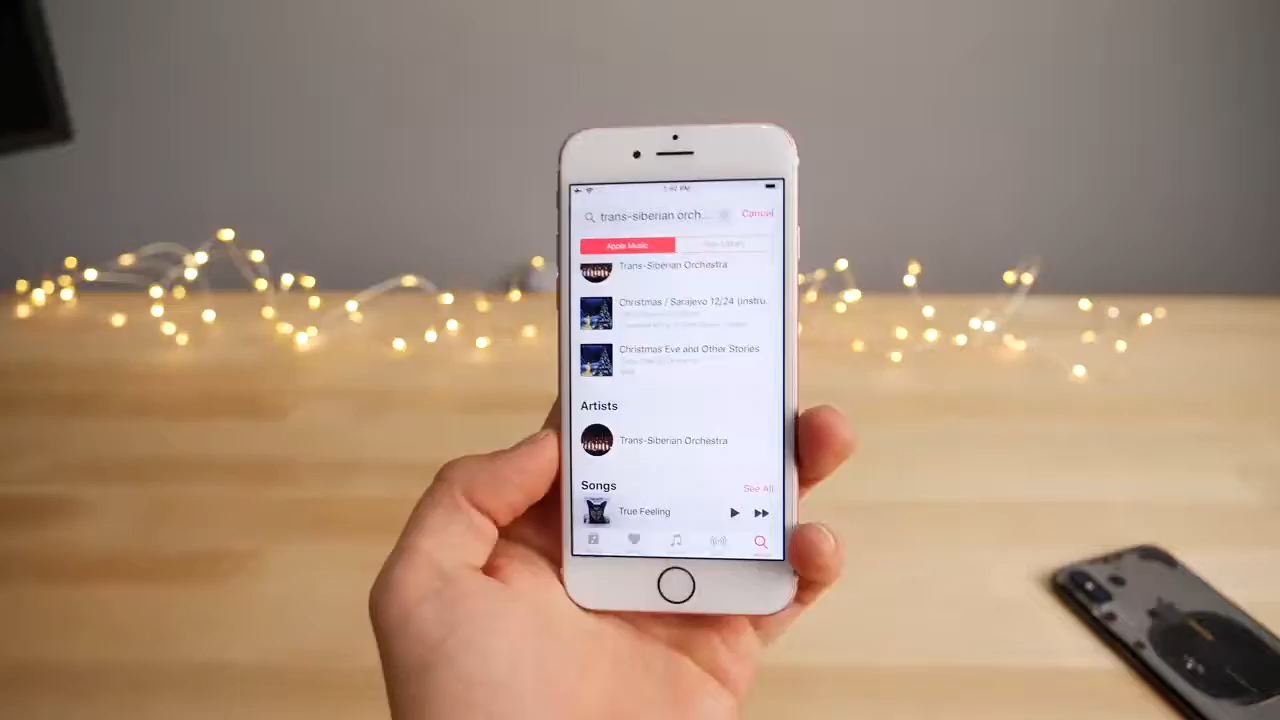 trans-siberian orch...
Cancel
Apple Music
Trans-Siberian Orchestra
Christmas / Sarajevo 12/24 (Instru.
Christmas Eve and Other Stories
Artists
Trans-Siberian Orchestra
Songs
See All
True Feeling